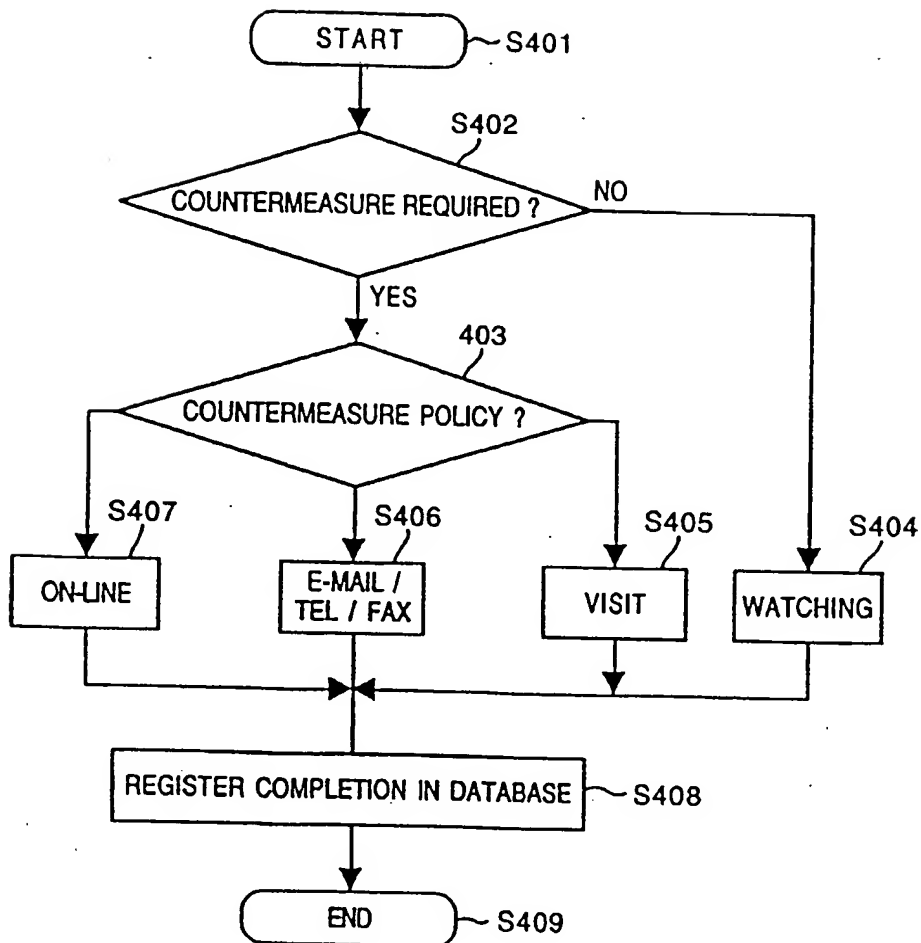 START
S401
S402
COUNTERMEASURE REQUIRED ?
NO
YES
403
COUNTERMEASURE POLICY ?
S407
S406
S405
S404
ON-LINE
E-MAIL /
TEL / FAX
VISIT
WATCHING
REGISTER COMPLETION IN DATABASE
S408
END
S409